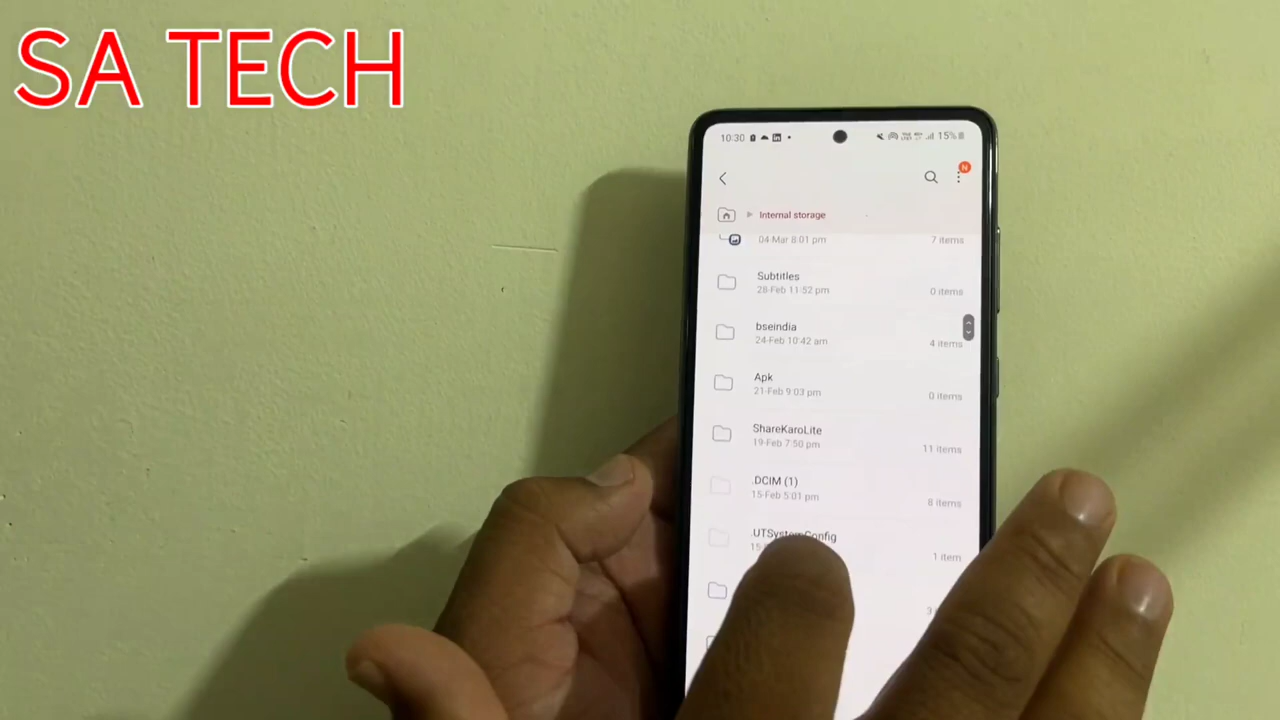 SA TECH
10:30
15%
N
Internal storage
04 Mar 8:01 pm
7 items
Subtitles
28-Feb 11:52 pm
0 items
bseindia
24-Feb 10:42 am
4 items
Apk
21-Feb 9:03 pm
0 items
ShareKaroLite
19-Feb 7:50 pm
11 items
.DCIM (1)
15-Feb 5:01 pm
8 items
.UTSystemConfig
1 item